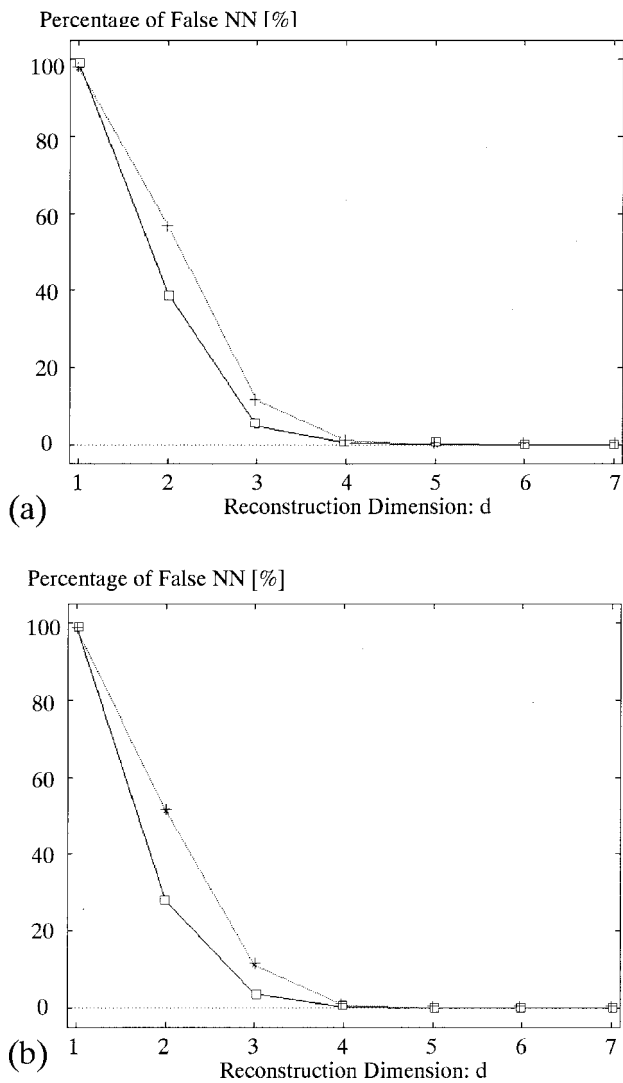 Percentage of False NN [%]
100
80
60
40
20
0
1 2 3 4 5 6 7
(a)
Reconstruction Dimension: d
Percentage of False NN [%]
100
80
60
40
20
0
1 2 3 4 5 6 7
(b)
Reconstruction Dimension: d